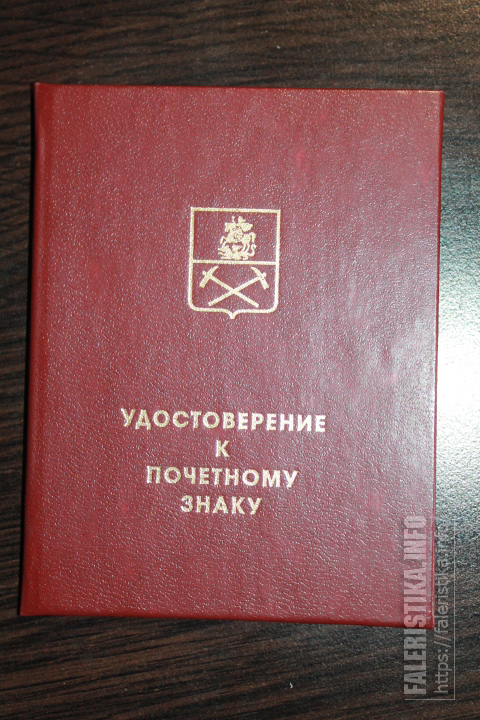 УДОСТОВЕРЕНИЕ
К
ПОЧЕТНОМУ
ЗНАКУ
FALERISTIKA.INFO
https://faleristika.info